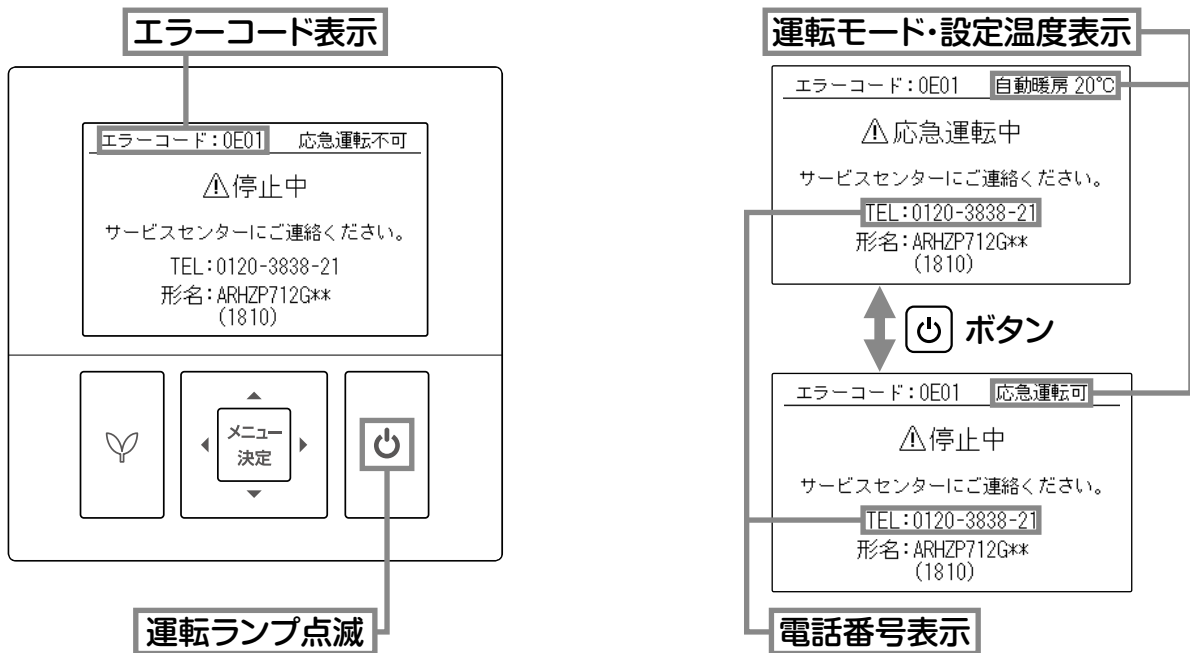 エラーコード表示
エラーコード:0E01 応急運転不可
⚠停止中
サービスセンターにご連絡ください。
TEL:0120-3838-21
形名:ARHZP712G**
(1810)
メニュー
決定
運転ランプ点滅
運転モード・設定温度表示
エラーコード:0E01 自動暖房 20°C
⚠応急運転中
サービスセンターにご連絡ください。
TEL:0120-3838-21
形名:ARHZP712G**
(1810)
ボタン
エラーコード:0E01 応急運転可
⚠停止中
サービスセンターにご連絡ください。
TEL:0120-3838-21
形名:ARHZP712G**
(1810)
電話番号表示